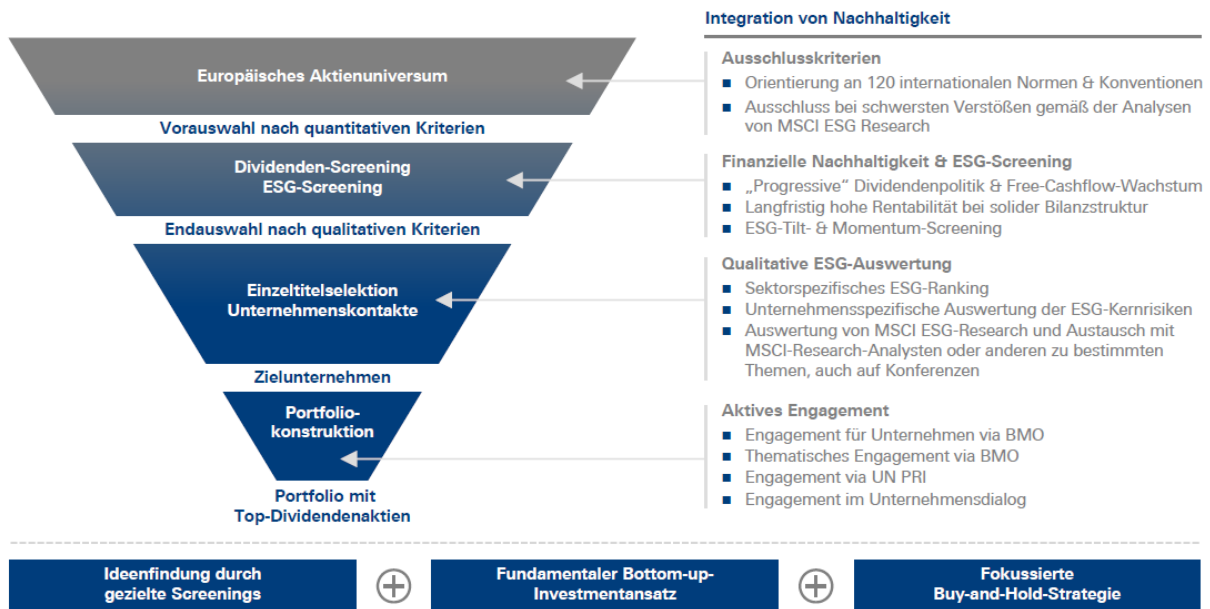 Integration von Nachhaltigkeit
Europäisches Aktienuniversum
Ausschlusskriterien
Orientierung an 120 internationalen Normen & Konventionen
Ausschluss bei schwersten Verstößen gemäß der Analysen
von MSCI ESG Research
Vorauswahl nach quantitativen Kriterien
Dividenden-Screening
ESG-Screening
Finanzielle Nachhaltigkeit & ESG-Screening
„Progressive“ Dividendenpolitik & Free-Cashflow-Wachstum
Langfristig hohe Rentabilität bei solider Bilanzstruktur
ESG-Tilt- & Momentum-Screening
Endauswahl nach qualitativen Kriterien
Einzeltitelselektion
Unternehmenskontakte
Qualitative ESG-Auswertung
Sektorspezifisches ESG-Ranking
Unternehmensspezifische Auswertung der ESG-Kernrisiken
Auswertung von MSCI ESG-Research und Austausch mit
MSCI-Research-Analysten oder anderen zu bestimmten
Themen, auch auf Konferenzen
Zielunternehmen
Portfolio-
konstruktion
Aktives Engagement
Engagement für Unternehmen via BMO
Thematisches Engagement via BMO
Engagement via UN PRI
Engagement im Unternehmensdialog
Portfolio mit
Top-Dividendenaktien
Ideenfindung durch
gezielte Screenings
Fundamentaler Bottom-up-
Investmentansatz
Fokussierte
Buy-and-Hold-Strategie